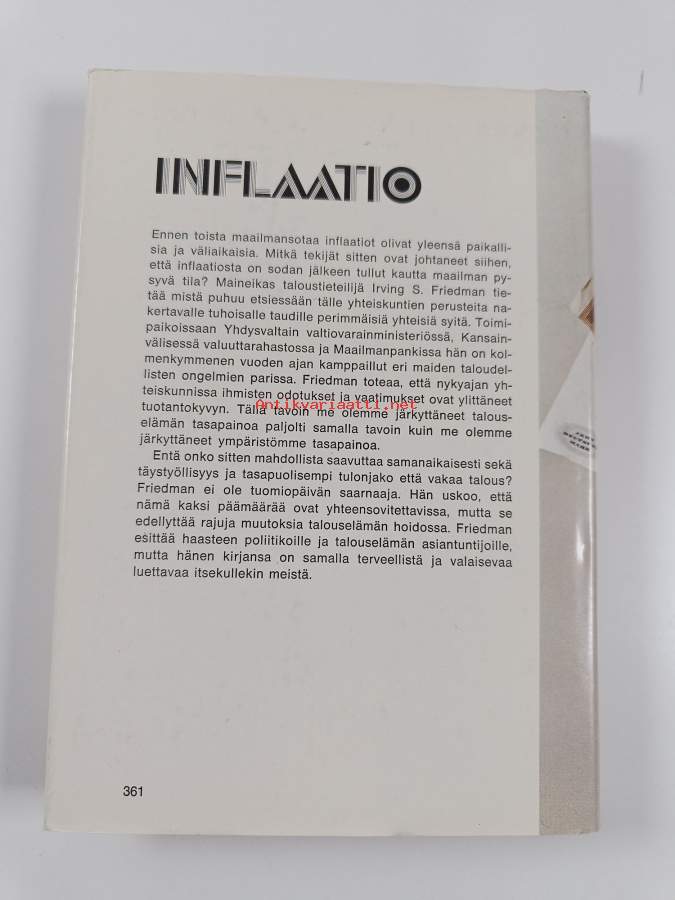 INFLAATIO
Ennen toista maailmansotaa inflaatiot olivat yleensä paikalli-
sia ja väliaikaisia. Mitkä tekijät sitten ovat johtaneet siihen,
että inflaatiosta on sodan jälkeen tullut kautta maailman py-
syvä tila? Maineikas taloustieteilijä Irving S. Friedman tie-
tää mistä puhuu etsiessään tälle yhteiskuntien perusteita na-
kertavalle tuhoisalle taudille perimmäisiä yhteisiä syitä. Toimi-
paikoissaan Yhdysvaltain valtiovarainministeriössä, Kansain-
välisessä valuuttarahastossa ja Maailmanpankissa hän on kol-
menkymmenen vuoden ajan kamppaillut eri maiden taloudel-
listen ongelmien parissa. Friedman toteaa, että nykyajan yh-
teiskunnissa ihmisten odotukset ja vaatimukset ovat ylittäneet
Antikvariaatti.net
tuotantokyvyn. Tällä tavoin me olemme järkyttäneet talous-
elämän tasapainoa paljolti samalla tavoin kuin me olemme
järkyttäneet ympäristömme tasapainoa.
Entä onko sitten mahdollista saavuttaa samanaikaisesti sekä
täystyöllisyys ja tasapuolisempi tulonjako että vakaa talous?
Friedman ei ole tuomiopäivän saarnaaja. Hän uskoo, että
nämä kaksi päämäärää ovat yhteensovitettavissa, mutta se
edellyttää rajuja muutoksia talouselämän hoidossa. Friedman
esittää haasteen poliitikoille ja talouselämän asiantuntijoille,
mutta hänen kirjansa on samalla terveellistä ja valaisevaa
luettavaa itsekullekin meistä.
361